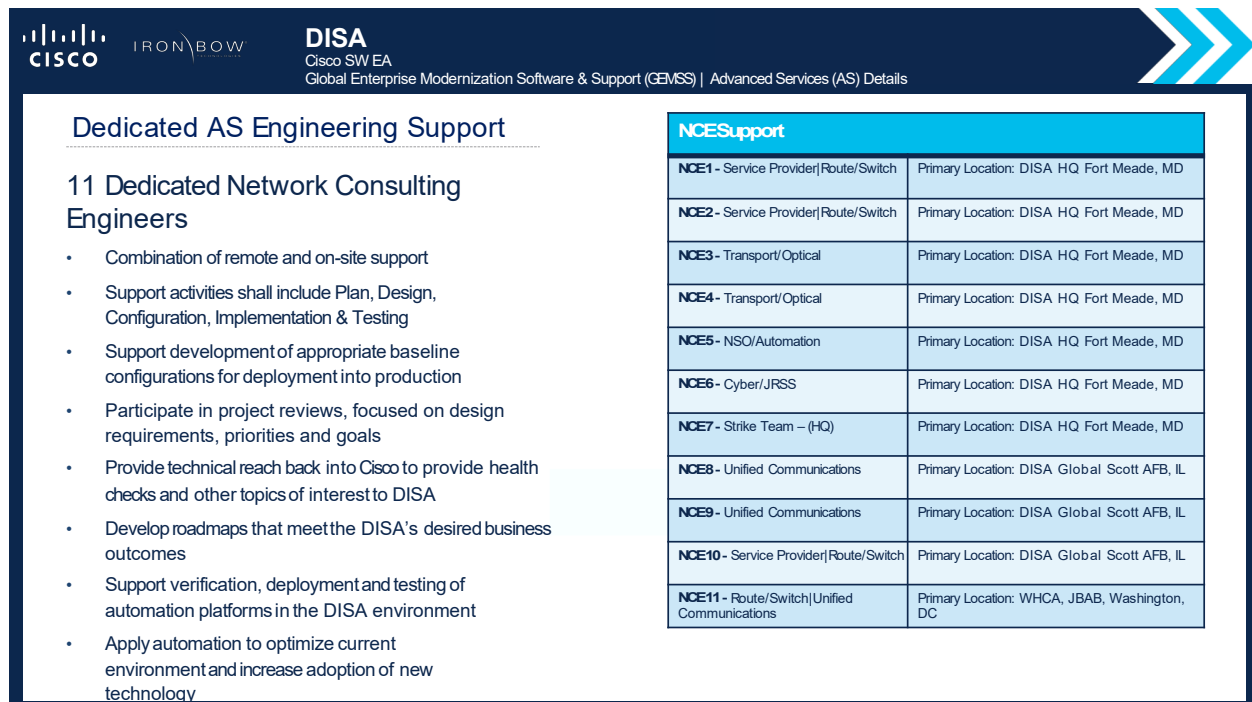 CISCO
IRON BOW
TECHNOLOGIES
DISA
Cisco SW EA
Global Enterprise Modernization Software & Support (GEMSS) | Advanced Services (AS) Details
Dedicated AS Engineering Support
11 Dedicated Network Consulting
Engineers
• Combination of remote and on-site support
• Support activities shall include Plan, Design,
Configuration, Implementation & Testing
• Support development of appropriate baseline
configurations for deployment into production
• Participate in project reviews, focused on design
requirements, priorities and goals
• Provide technical reach back into Cisco to provide health
checks and other topics of interest to DISA
• Develop roadmaps that meet the DISA's desired business
outcomes
• Support verification, deployment and testing of
automation platforms in the DISA environment
• Apply automation to optimize current
environment and increase adoption of new
technology
NCE Support
NCE1 - Service Provider|Route/Switch Primary Location: DISA HQ Fort Meade, MD
NCE2 - Service Provider|Route/Switch Primary Location: DISA HQ Fort Meade, MD
NCE3 - Transport/Optical Primary Location: DISA HQ Fort Meade, MD
NCE4 - Transport/Optical Primary Location: DISA HQ Fort Meade, MD
NCE5 - NSO/Automation Primary Location: DISA HQ Fort Meade, MD
NCE6 - Cyber/JRSS Primary Location: DISA HQ Fort Meade, MD
NCE7 - Strike Team – (HQ) Primary Location: DISA HQ Fort Meade, MD
NCE8 - Unified Communications Primary Location: DISA Global Scott AFB, IL
NCE9 - Unified Communications Primary Location: DISA Global Scott AFB, IL
NCE10 - Service Provider|Route/Switch Primary Location: DISA Global Scott AFB, IL
NCE11 - Route/Switch|Unified
Communications
Primary Location: WHCA, JBAB, Washington,
DC